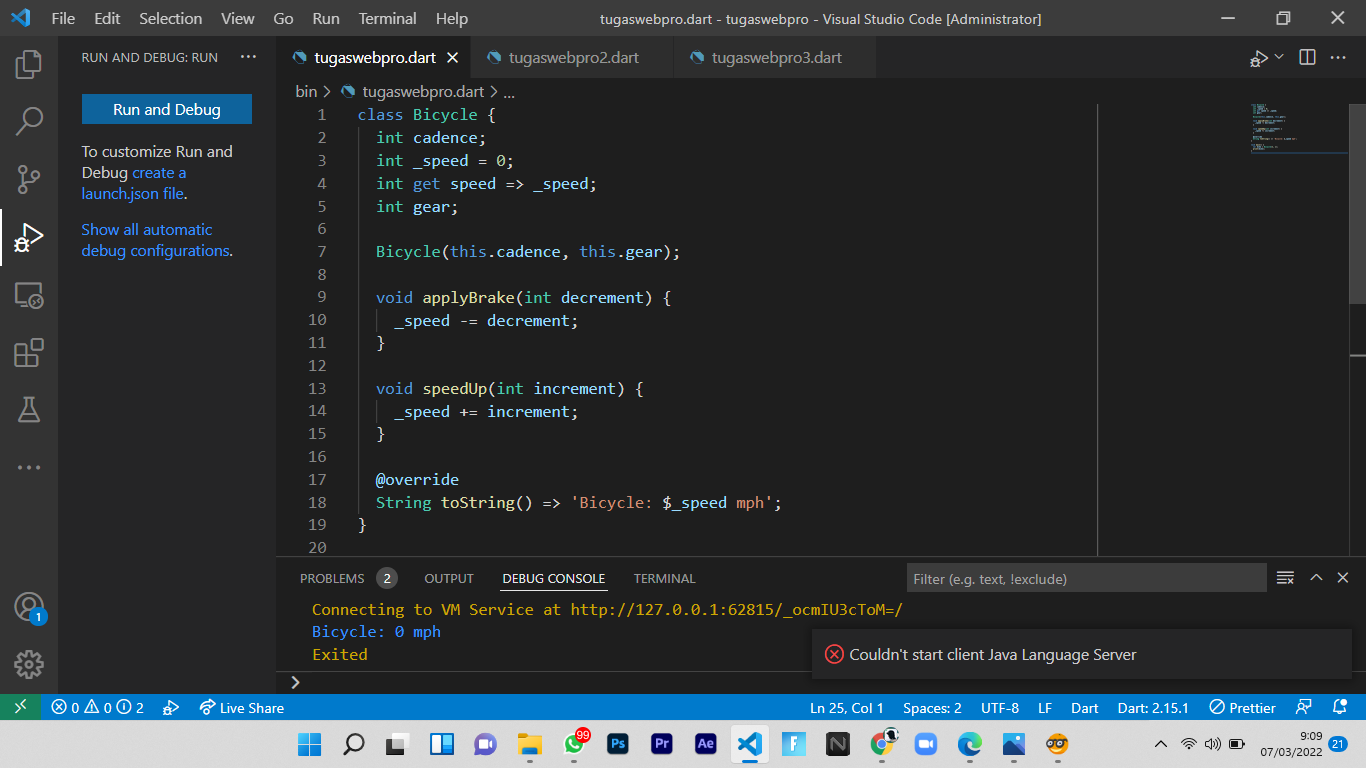 File Edit Selection View Go Run Terminal Help tugaswebpro.dart - tugaswebpro - Visual Studio Code [Administrator]
RUN AND DEBUG: RUN ...
Run and Debug
To customize Run and
Debug create a
launch.json file.
Show all automatic
debug configurations.
1
tugaswebpro.dart tugaswebpro2.dart tugaswebpro3.dart
bin > tugaswebpro.dart > ...
1 class Bicycle {
2 int cadence;
3 int _speed = 0;
4 int get speed => _speed;
5 int gear;
6
7 Bicycle(this.cadence, this.gear);
8
9 void applyBrake(int decrement) {
10 _speed -= decrement;
11 }
12
13 void speedUp(int increment) {
14 _speed += increment;
15 }
16
17 @override
18 String toString() => 'Bicycle: $_speed mph';
19 }
20
PROBLEMS 2 OUTPUT DEBUG CONSOLE TERMINAL Filter (e.g. text, !exclude)
Connecting to VM Service at http://127.0.0.1:62815/_ocmIU3cToM=/
Bicycle: 0 mph
Exited
Couldn't start client Java Language Server
>
0 0 2 Live Share Ln 25, Col 1 Spaces: 2 UTF-8 LF Dart Dart: 2.15.1 Prettier
99 Ps Pr Ae 9:09
07/03/2022 21